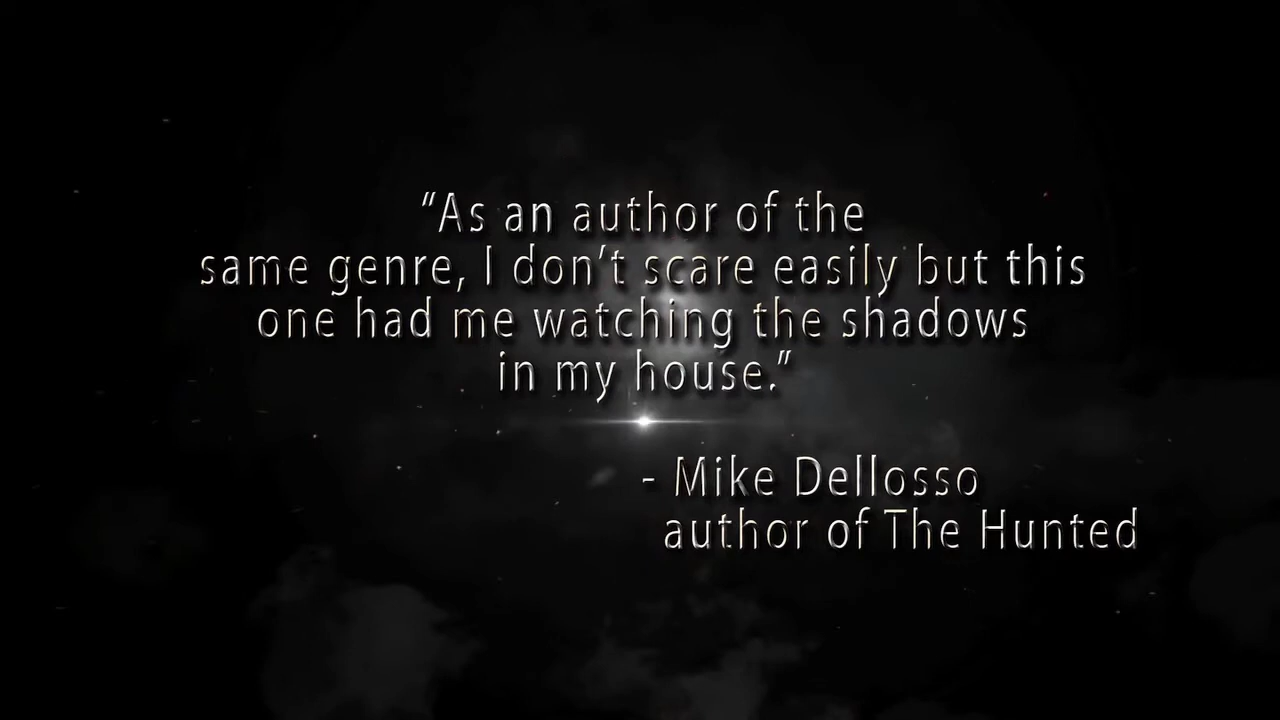 “As an author of the
same genre, I don’t scare easily but this
one had me watching the shadows
in my house.”
- Mike Dellosso
author of The Hunted